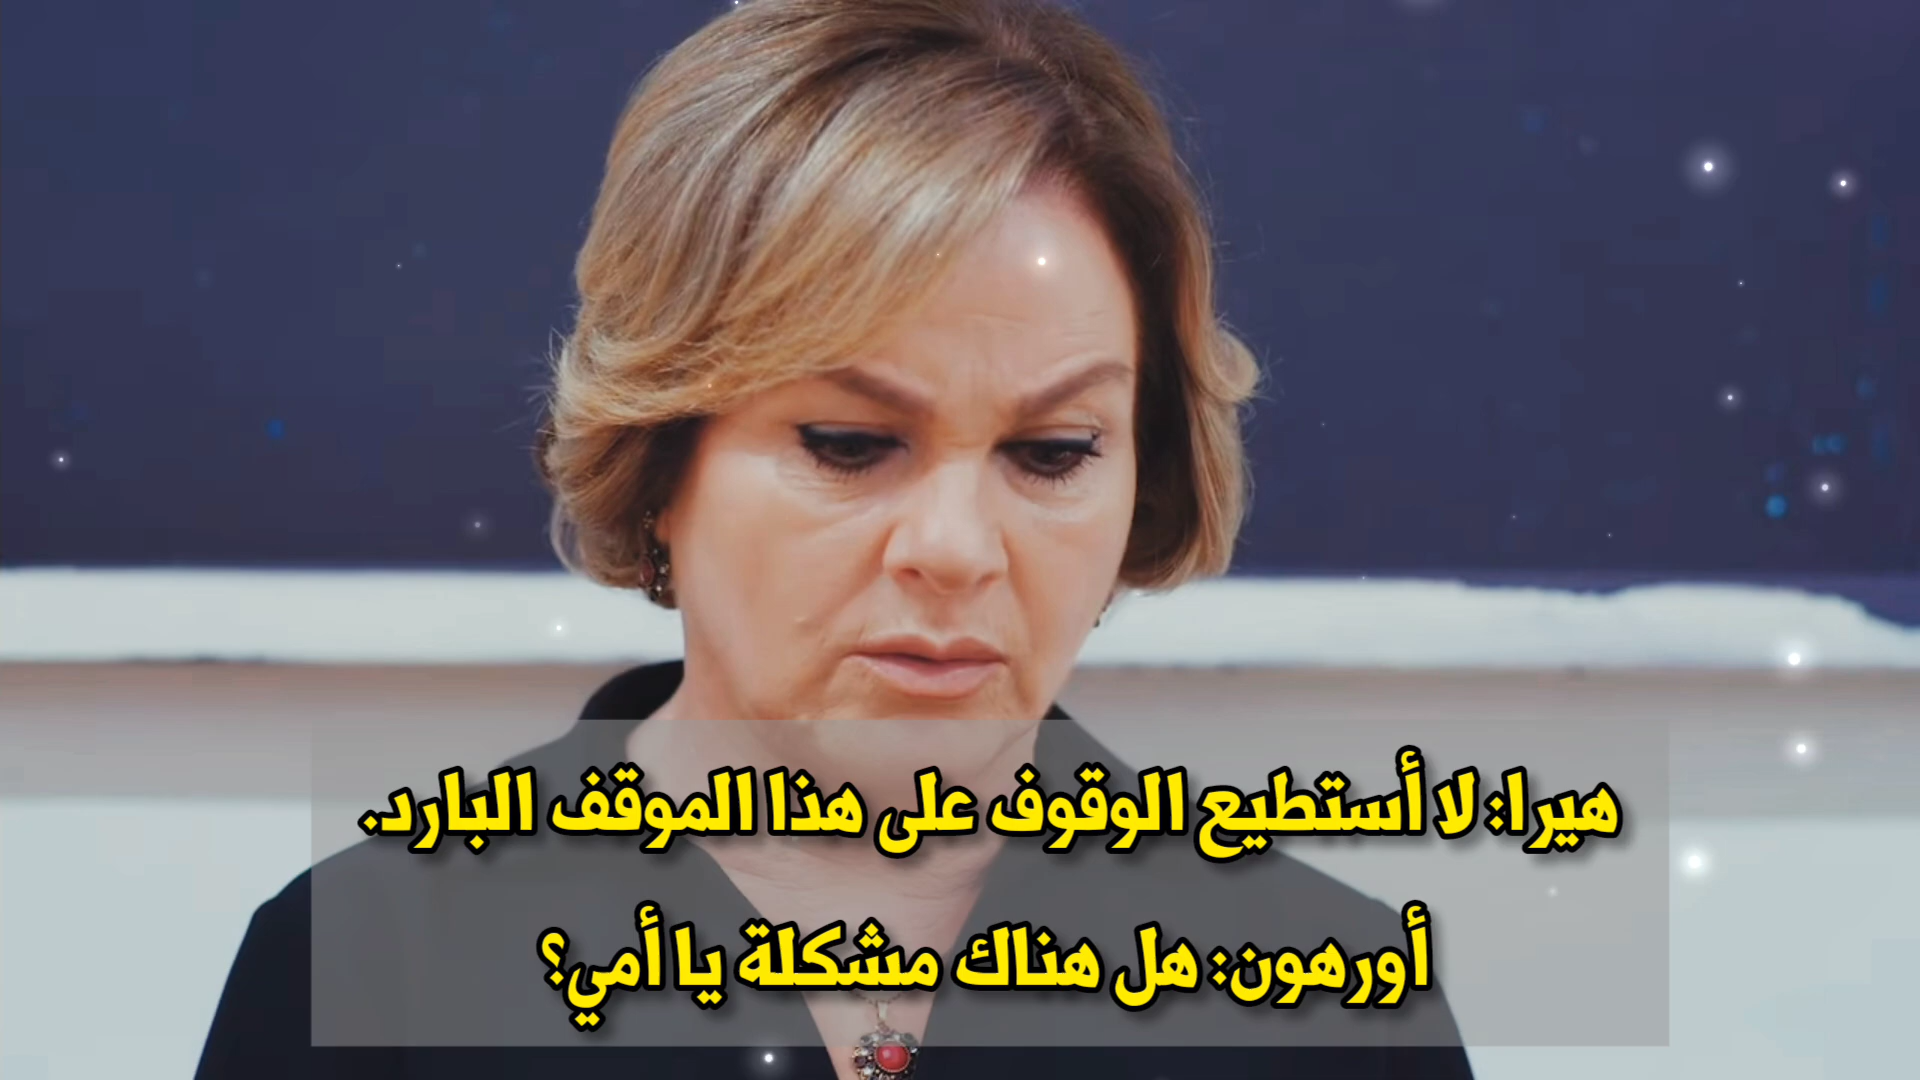 هيرا: لا أستطيع الوقوف على هذا الموقف البارد.
أورهون: هل هناك مشكلة يا أمي؟